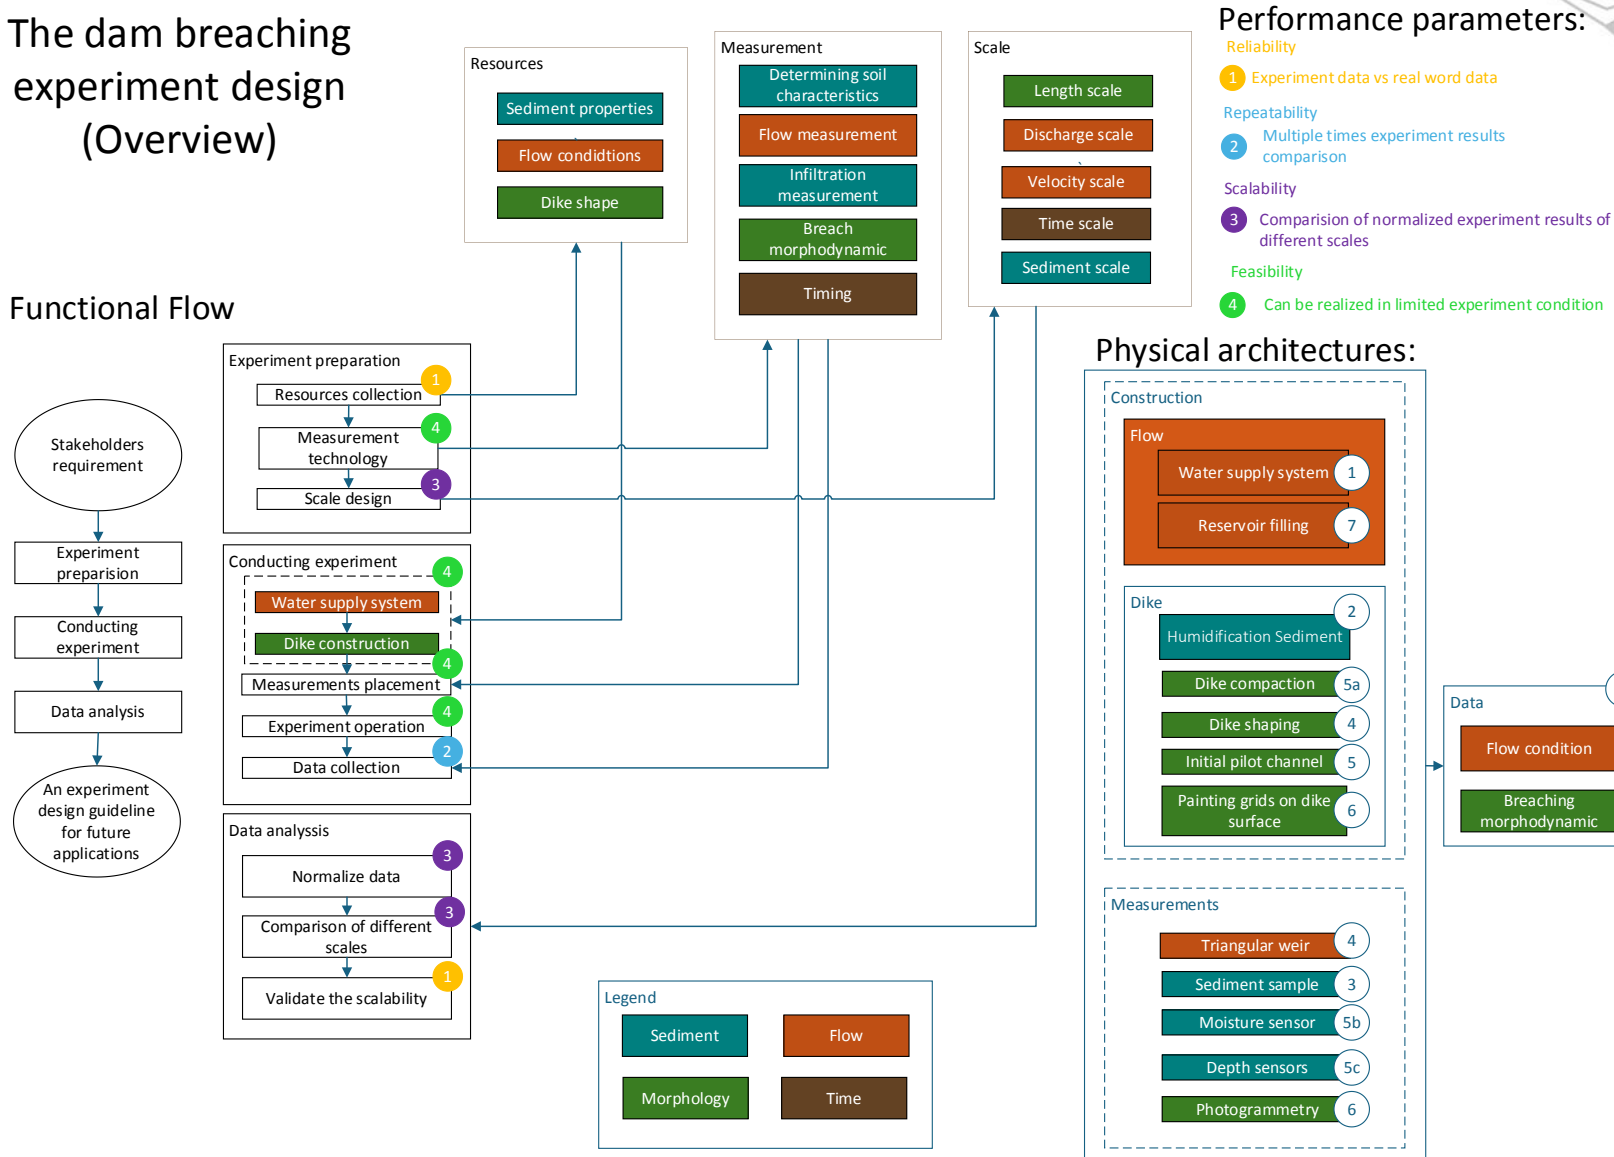 The dam breaching
experiment design
(Overview)
Functional Flow
Stakeholders
requirement
Experiment
preparision
Conducting
experiment
Data analysis
An experiment
design guideline
for future
applications
Experiment preparation
1
Resources collection
4
Measurement
technology
3
Scale design
Conducting experiment
4
Water supply system
Dike construction
4
Measurements placement
4
Experiment operation
2
Data collection
Data analyssis
3
Normalize data
3
Comparison of different
scales
1
Validate the scalability
Resources
Sediment properties
Flow condidtions
Dike shape
Measurement
Determining soil
characteristics
Flow measurement
Infiltration
measurement
Breach
morphodynamic
Timing
Scale
Length scale
Discharge scale
Velocity scale
Time scale
Sediment scale
Legend
Sediment
Flow
Morphology
Time
Performance parameters:
Reliability
1 Experiment data vs real word data
Repeatability
2 Multiple times experiment results
comparison
Scalability
3 Comparision of normalized experiment results of
different scales
Feasibility
4 Can be realized in limited experiment condition
Physical architectures:
Construction
Flow
Water supply system 1
Reservoir filling 7
Dike
2
Humidification Sediment
Dike compaction 5a
Dike shaping 4
Initial pilot channel 5
Painting grids on dike
surface
6
Measurements
Triangular weir 4
Sediment sample 3
Moisture sensor 5b
Depth sensors 5c
Photogrammetry 6
Data
Flow condition
Breaching
morphodynamic